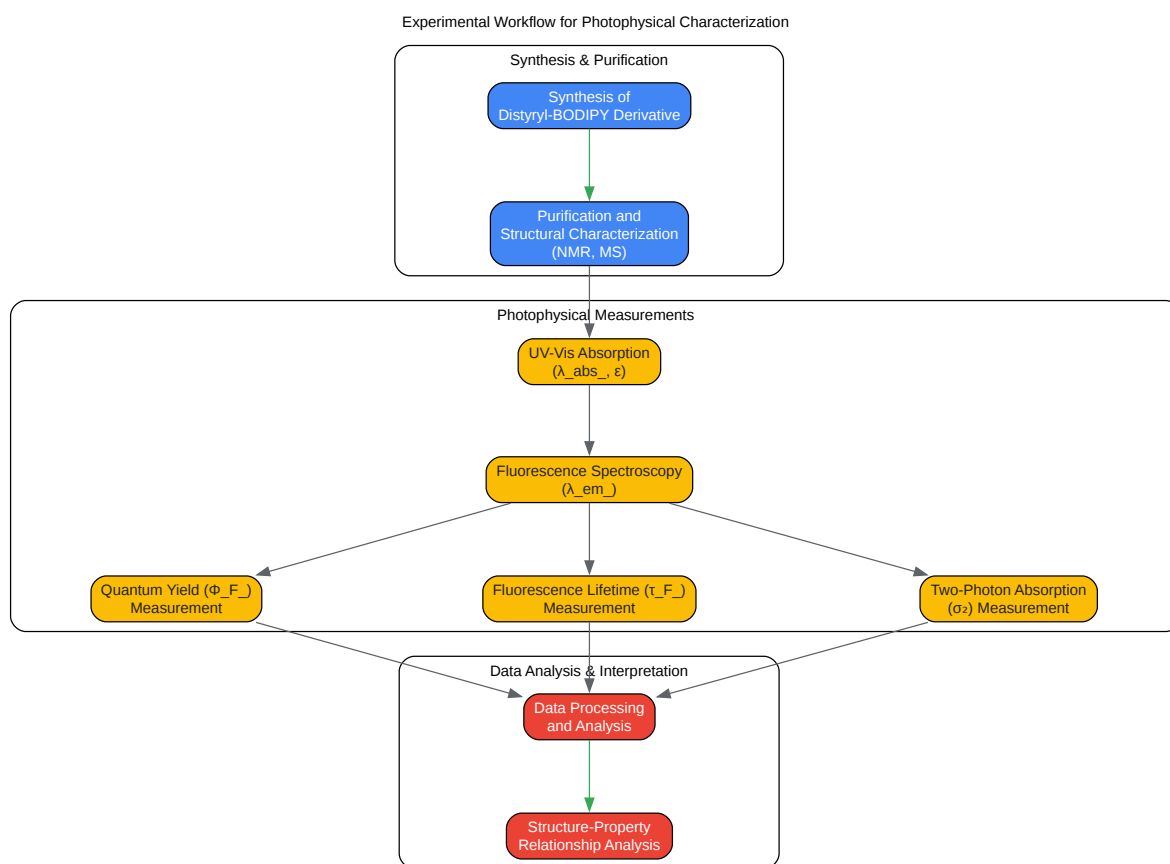 Experimental Workflow for Photophysical Characterization
Synthesis & Purification
Synthesis of
Distyryl-BODIPY Derivative
Purification and
Structural Characterization
(NMR, MS)
Photophysical Measurements
UV-Vis Absorption
(λ_abs_, ε)
Fluorescence Spectroscopy
(λ_em_)
Quantum Yield (Φ_F_)
Measurement
Fluorescence Lifetime (τ_F_)
Measurement
Two-Photon Absorption
(σ₂) Measurement
Data Analysis & Interpretation
Data Processing
and Analysis
Structure-Property
Relationship Analysis